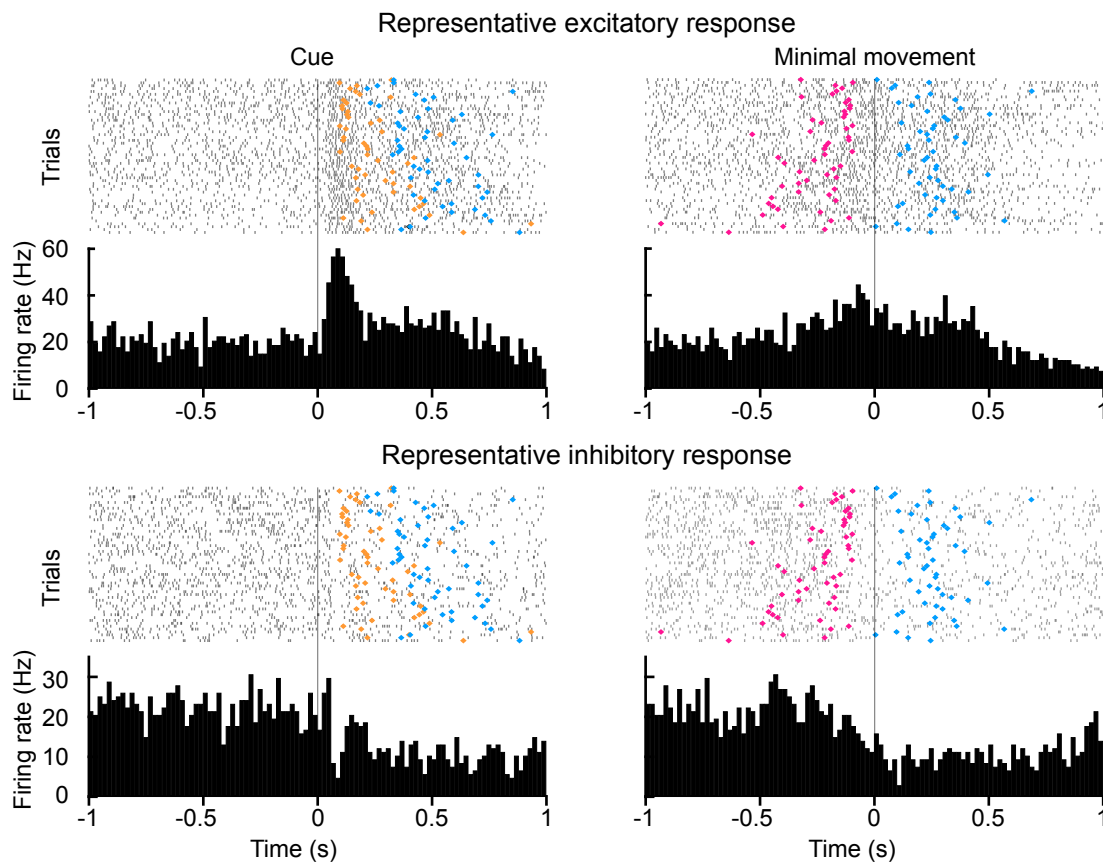 Representative excitatory response
Cue
Minimal movement
Trials
Firing rate (Hz)
60
40
20
0
-1 -0.5 0 0.5 1
-1 -0.5 0 0.5 1
Representative inhibitory response
Trials
Firing rate (Hz)
30
20
10
0
-1 -0.5 0 0.5 1
-1 -0.5 0 0.5 1
Time (s)
Time (s)